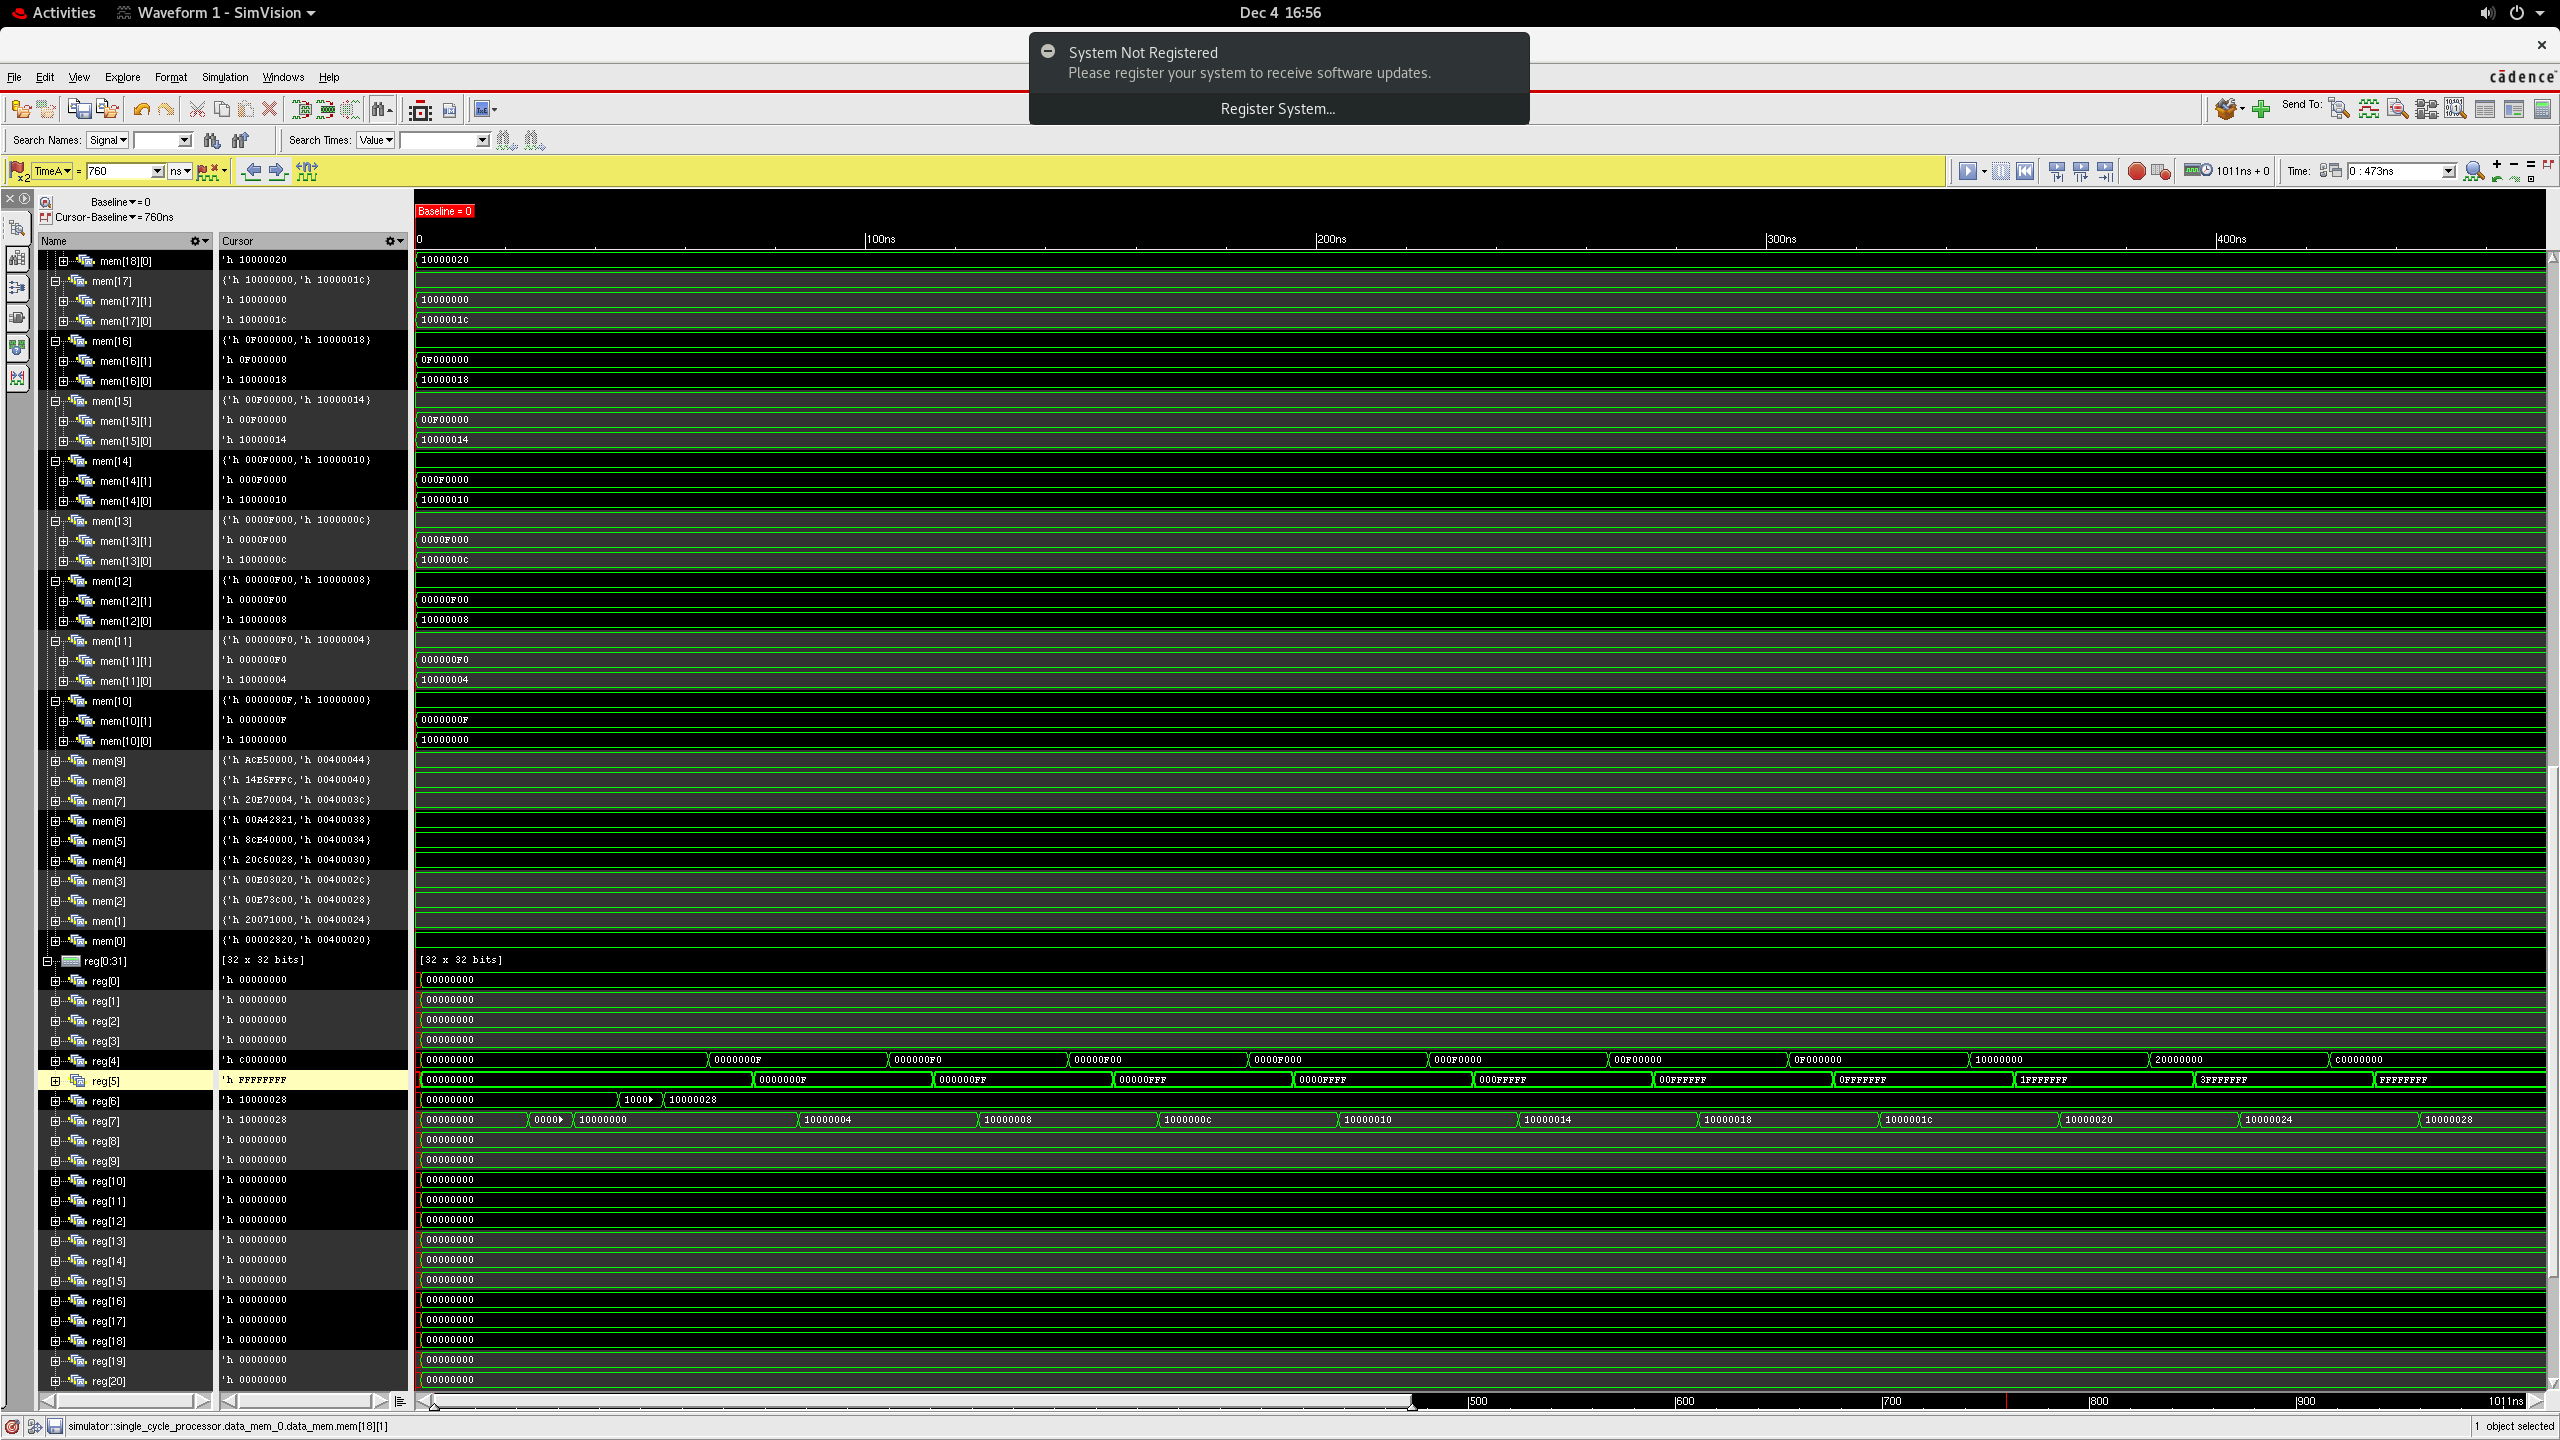 Activities Waveform 1 - SimVision Dec 4 16:56
System Not Registered
Please register your system to receive software updates.
Register System...
File Edit View Explore Format Simulation Windows Help
cādence
Send To:
Search Names: Signal Search Times: Value
TimeA = 760 ns 1011ns + 0 Time: 0 : 473ns
Baseline = 0
Cursor-Baseline = 760ns
Baseline = 0
Name Cursor 0 100ns 200ns 300ns 400ns
mem[18][0] 'h 10000020 10000020
mem[17] {'h 10000000,'h 1000001C}
mem[17][1] 'h 10000000 10000000
mem[17][0] 'h 1000001C 1000001C
mem[16] {'h 0F000000,'h 10000018}
mem[16][1] 'h 0F000000 0F000000
mem[16][0] 'h 10000018 10000018
mem[15] {'h 00F00000,'h 10000014}
mem[15][1] 'h 00F00000 00F00000
mem[15][0] 'h 10000014 10000014
mem[14] {'h 000F0000,'h 10000010}
mem[14][1] 'h 000F0000 000F0000
mem[14][0] 'h 10000010 10000010
mem[13] {'h 0000F000,'h 1000000C}
mem[13][1] 'h 0000F000 0000F000
mem[13][0] 'h 1000000C 1000000C
mem[12] {'h 00000F00,'h 10000008}
mem[12][1] 'h 00000F00 00000F00
mem[12][0] 'h 10000008 10000008
mem[11] {'h 000000F0,'h 10000004}
mem[11][1] 'h 000000F0 000000F0
mem[11][0] 'h 10000004 10000004
mem[10] {'h 0000000F,'h 10000000}
mem[10][1] 'h 0000000F 0000000F
mem[10][0] 'h 10000000 10000000
mem[9] {'h ACE50000,'h 00400044}
mem[8] {'h 14E6FFFC,'h 00400040}
mem[7] {'h 20E70004,'h 0040003C}
mem[6] {'h 00A42821,'h 00400038}
mem[5] {'h 8CE40000,'h 00400034}
mem[4] {'h 20C60028,'h 00400030}
mem[3] {'h 00E03020,'h 0040002C}
mem[2] {'h 00E73C00,'h 00400028}
mem[1] {'h 20071000,'h 00400024}
mem[0] {'h 00002820,'h 00400020}
reg[0:31] [32 x 32 bits] [32 x 32 bits]
reg[0] 'h 00000000 00000000
reg[1] 'h 00000000 00000000
reg[2] 'h 00000000 00000000
reg[3] 'h 00000000 00000000
reg[4] 'h C0000000 00000000 0000000F 000000F0 00000F00 0000F000 000F0000 00F00000 0F000000 10000000 20000000 C0000000
reg[5] 'h FFFFFFFF 00000000 0000000F 000000FF 00000FFF 0000FFFF 000FFFFF 00FFFFFF 0FFFFFFF 1FFFFFFF 3FFFFFFF FFFFFFFF
reg[6] 'h 10000028 00000000 1000 10000028
reg[7] 'h 10000028 00000000 0000 10000000 10000004 10000008 1000000C 10000010 10000014 10000018 1000001C 10000020 10000024 10000028
reg[8] 'h 00000000 00000000
reg[9] 'h 00000000 00000000
reg[10] 'h 00000000 00000000
reg[11] 'h 00000000 00000000
reg[12] 'h 00000000 00000000
reg[13] 'h 00000000 00000000
reg[14] 'h 00000000 00000000
reg[15] 'h 00000000 00000000
reg[16] 'h 00000000 00000000
reg[17] 'h 00000000 00000000
reg[18] 'h 00000000 00000000
reg[19] 'h 00000000 00000000
reg[20] 'h 00000000 00000000
500 600 700 800 900 1011ns
simulator::single_cycle_processor.data_mem_0.data_mem.mem[18][1] 1 object selected